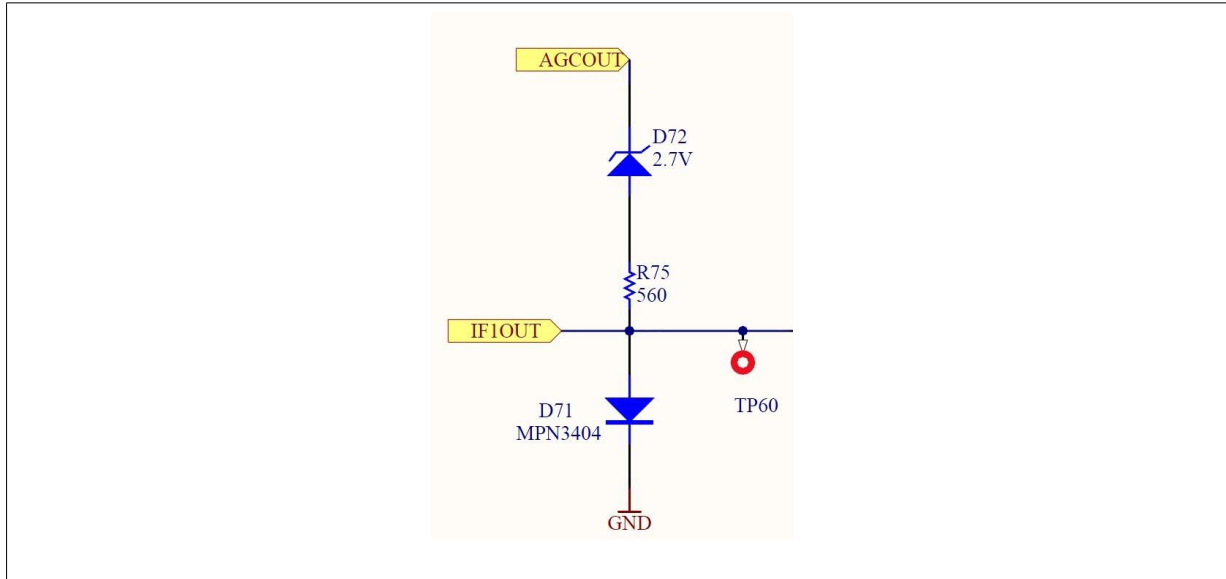 AGCOUT
D72
2.7V
R75
560
IF1OUT
D71
MPN3404
TP60
GND